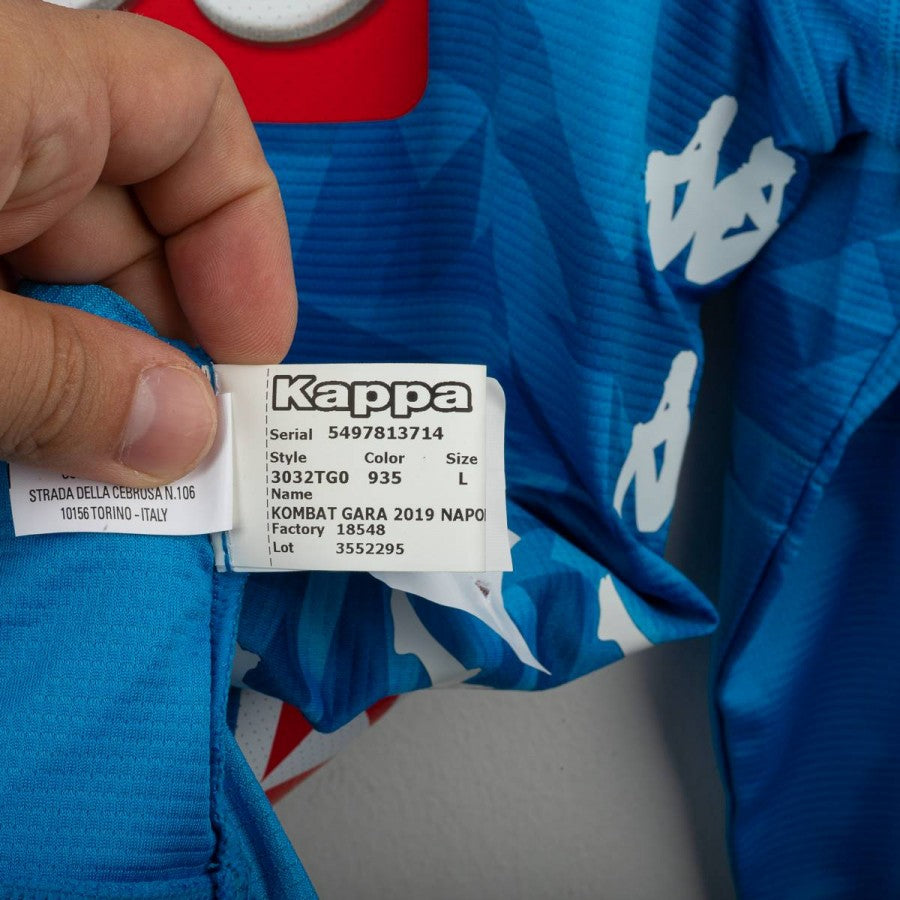 Kappa
Serial 5497813714
Style Color Size
3032TG0 935 L
Name
KOMBAT GARA 2019 NAPO
Factory 18548
Lot 3552295
STRADA DELLA CEBROSA N.106
10156 TORINO - ITALY